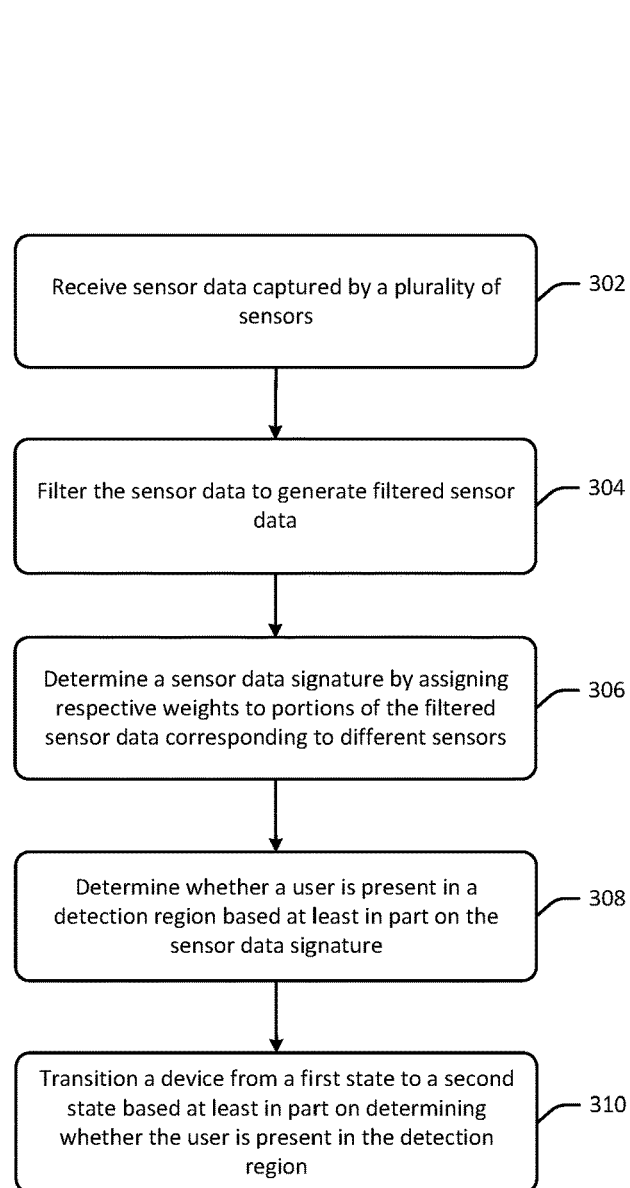 Receive sensor data captured by a plurality of
sensors
302
Filter the sensor data to generate filtered sensor
data
304
Determine a sensor data signature by assigning
respective weights to portions of the filtered
sensor data corresponding to different sensors
306
Determine whether a user is present in a
detection region based at least in part on the
sensor data signature
308
Transition a device from a first state to a second
state based at least in part on determining
whether the user is present in the detection
region
310